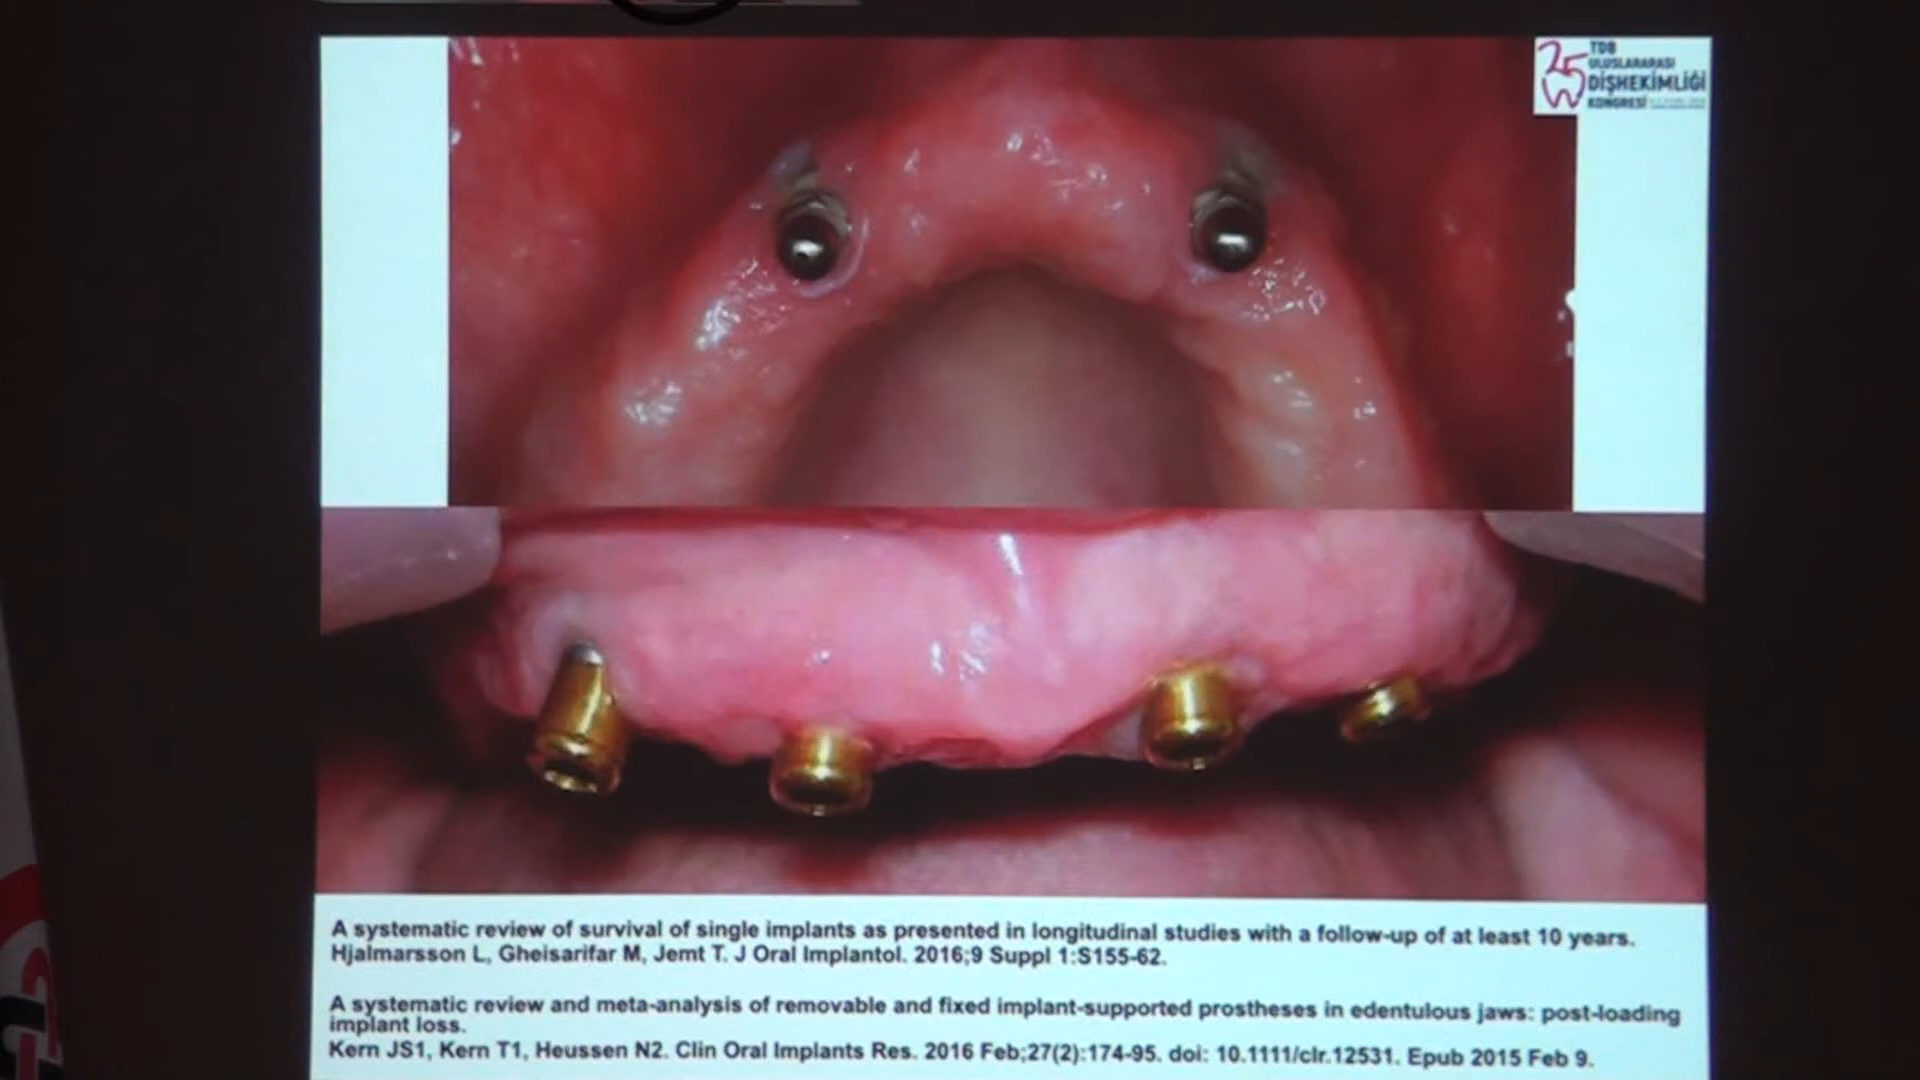 25
TDB
ULUSLARARASI
DİŞHEKİMLİĞİ
KONGRESİ
A systematic review of survival of single implants as presented in longitudinal studies with a follow-up of at least 10 years.
Hjalmarsson L, Gheisarifar M, Jemt T. J Oral Implantol. 2016;9 Suppl 1:S155-62.
A systematic review and meta-analysis of removable and fixed implant-supported prostheses in edentulous jaws: post-loading
implant loss.
Kern JS1, Kern T1, Heussen N2. Clin Oral Implants Res. 2016 Feb;27(2):174-95. doi: 10.1111/clr.12531. Epub 2015 Feb 9.